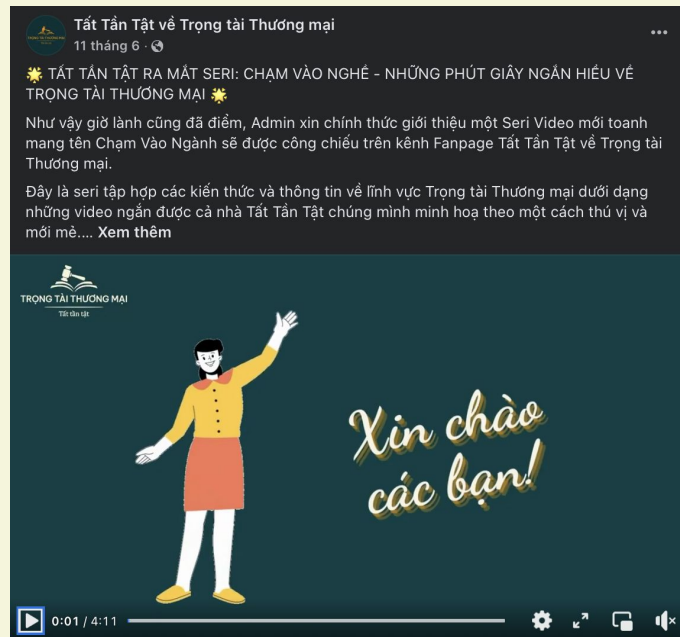 Tất Tần Tật về Trọng tài Thương mại
11 tháng 6 ·
🌟 TẤT TẦN TẬT RA MẮT SERI: CHẠM VÀO NGHỀ - NHỮNG PHÚT GIÂY NGẮN HIỂU VỀ
TRỌNG TÀI THƯƠNG MẠI 🌟
Như vậy giờ lành cũng đã điểm, Admin xin chính thức giới thiệu một Seri Video mới toanh
mang tên Chạm Vào Ngành sẽ được công chiếu trên kênh Fanpage Tất Tần Tật về Trọng tài
Thương mại.
Đây là seri tập hợp các kiến thức và thông tin về lĩnh vực Trọng tài Thương mại dưới dạng
những video ngắn được cả nhà Tất Tần Tật chúng mình minh hoạ theo một cách thú vị và
mới mẻ.... Xem thêm
TRỌNG TÀI THƯƠNG MẠI
Tất tần tật
Xin chào
các bạn!
0:01 / 4:11